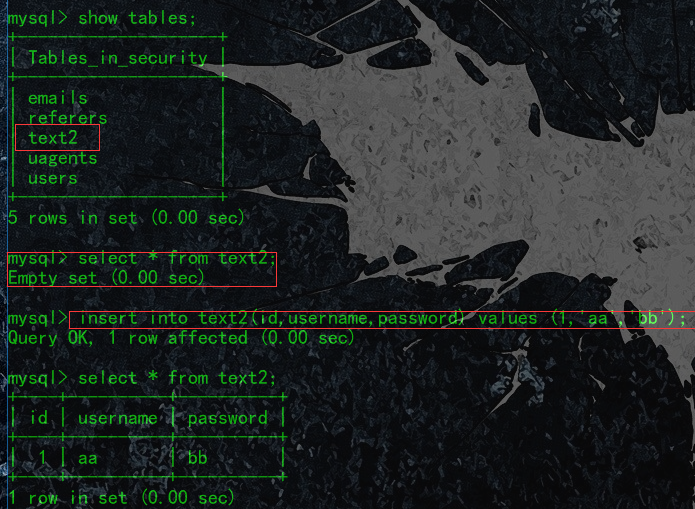 mysql> show tables;
+--------------------+
| Tables_in_security |
+--------------------+
| emails             |
| referers           |
| text2              |
| uagents            |
| users              |
+--------------------+
5 rows in set (0.00 sec)
mysql> select * from text2;
Empty set (0.00 sec)
mysql> insert into text2(id,username,password) values (1,'aa','bb');
Query OK, 1 row affected (0.00 sec)
mysql> select * from text2;
+----+----------+----------+
| id | username | password |
+----+----------+----------+
|  1 | aa       | bb       |
+----+----------+----------+
1 row in set (0.00 sec)